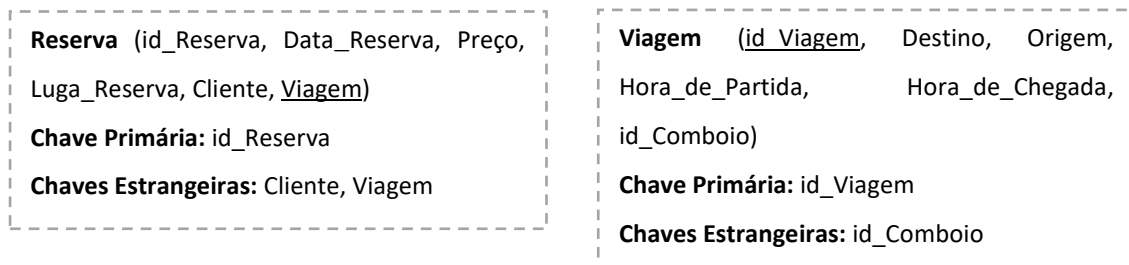 Reserva (id_Reserva, Data_Reserva, Preço,
Luga_Reserva, Cliente, Viagem)
Chave Primária: id_Reserva
Chaves Estrangeiras: Cliente, Viagem
Viagem (id_Viagem, Destino, Origem,
Hora_de_Partida, Hora_de_Chegada,
id_Comboio)
Chave Primária: id_Viagem
Chaves Estrangeiras: id_Comboio